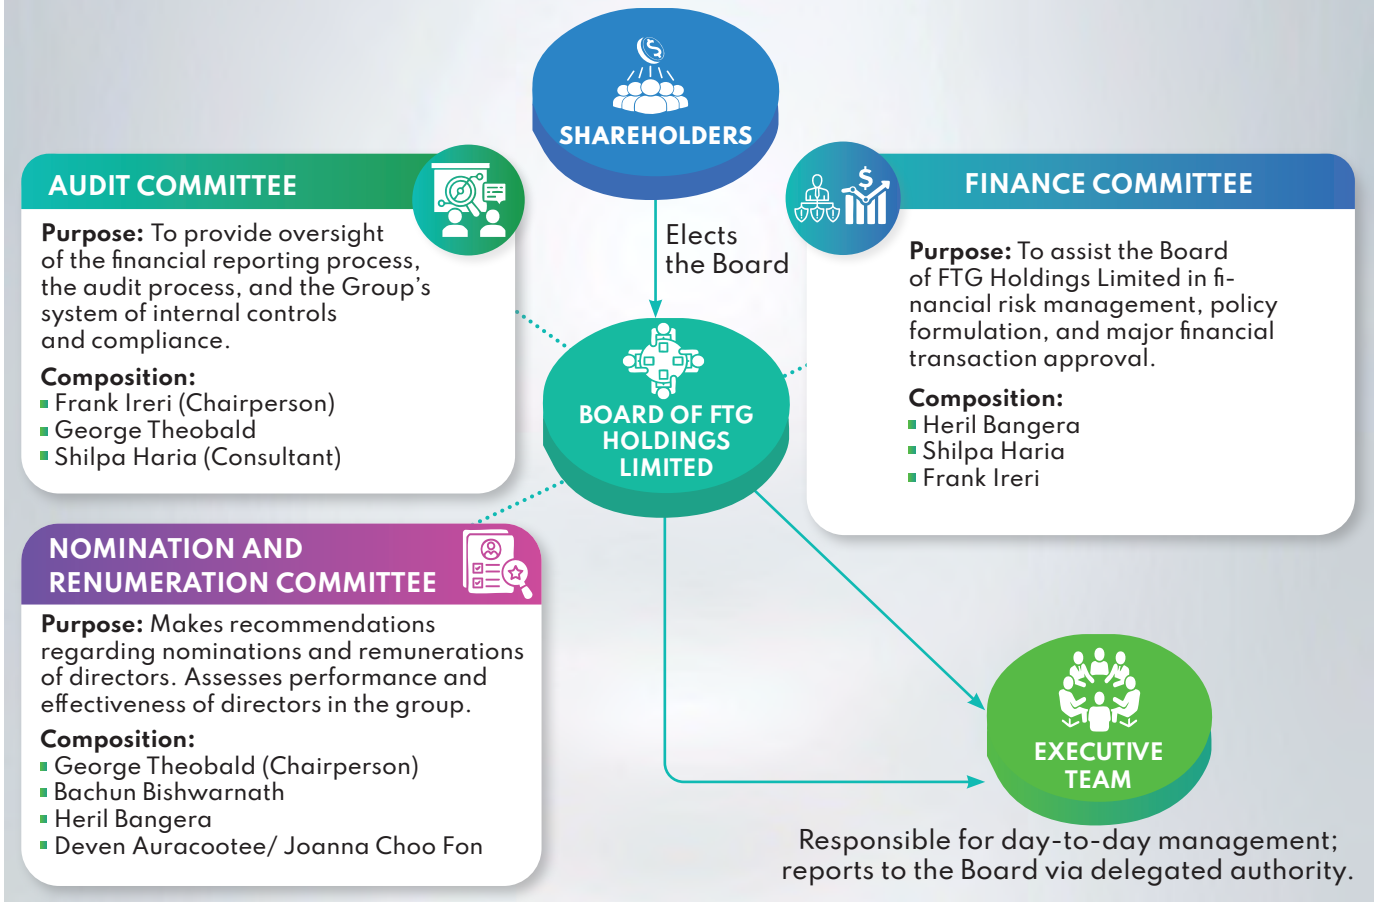 SHAREHOLDERS
Elects
the Board
AUDIT COMMITTEE
Purpose: To provide oversight
of the financial reporting process,
the audit process, and the Group's
system of internal controls
and compliance.
Composition:
Frank Ireri (Chairperson)
George Theobald
Shilpa Haria (Consultant)
FINANCE COMMITTEE
Purpose: To assist the Board
of FTG Holdings Limited in fi-
nancial risk management, policy
formulation, and major financial
transaction approval.
Composition:
Heril Bangera
Shilpa Haria
Frank Ireri
BOARD OF FTG
HOLDINGS
LIMITED
NOMINATION AND
RENUMERATION COMMITTEE
Purpose: Makes recommendations
regarding nominations and remunerations
of directors. Assesses performance and
effectiveness of directors in the group.
Composition:
George Theobald (Chairperson)
Bachun Bishwarnath
Heril Bangera
Deven Auracootee/ Joanna Choo Fon
EXECUTIVE
TEAM
Responsible for day-to-day management;
reports to the Board via delegated authority.